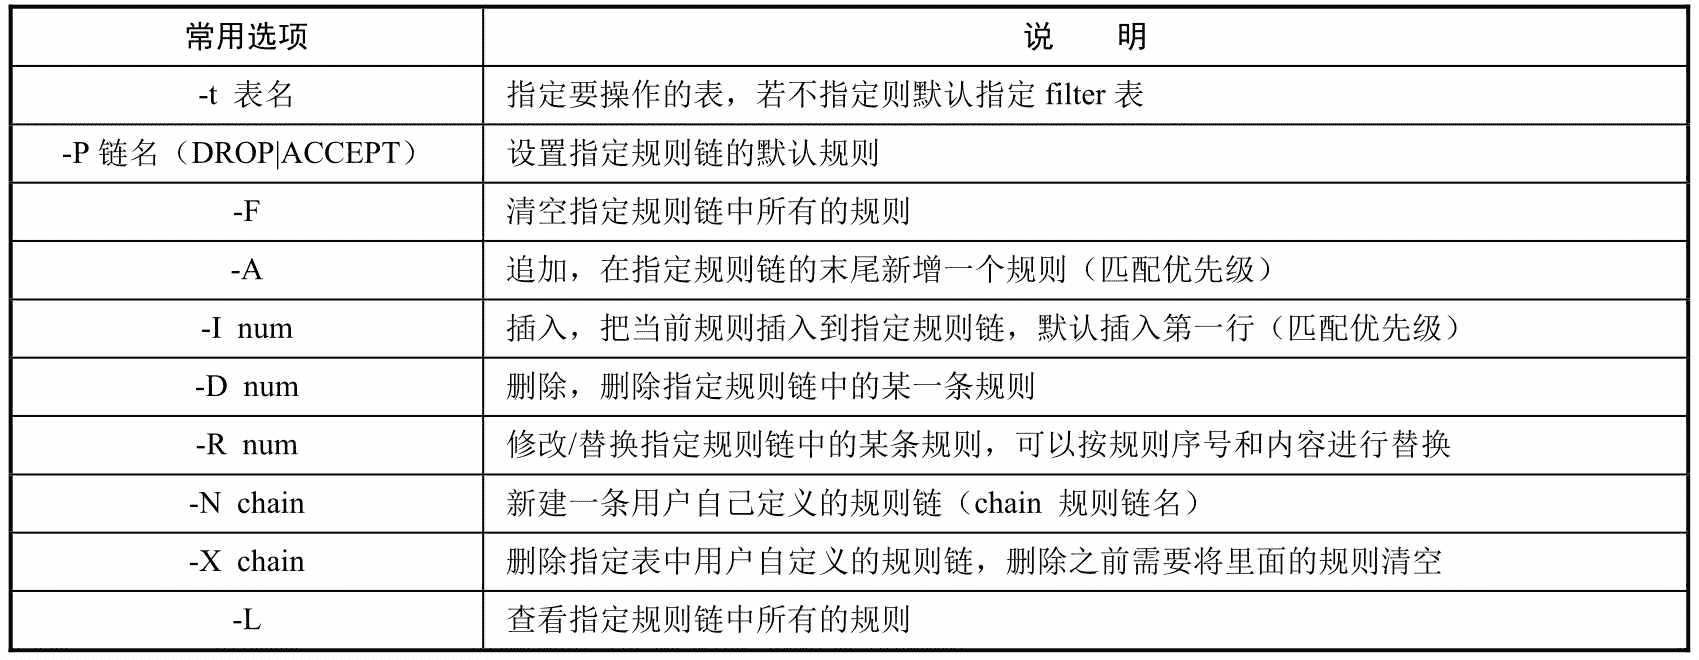 常用选项 说 明
-t 表名 指定要操作的表，若不指定则默认指定 filter 表
-P 链名（DROP|ACCEPT） 设置指定规则链的默认规则
-F 清空指定规则链中所有的规则
-A 追加，在指定规则链的末尾新增一个规则（匹配优先级）
-I num 插入，把当前规则插入到指定规则链，默认插入第一行（匹配优先级）
-D num 删除，删除指定规则链中的某一条规则
-R num 修改/替换指定规则链中的某条规则，可以按规则序号和内容进行替换
-N chain 新建一条用户自己定义的规则链（chain 规则链名）
-X chain 删除指定表中用户自定义的规则链，删除之前需要将里面的规则清空
-L 查看指定规则链中所有的规则